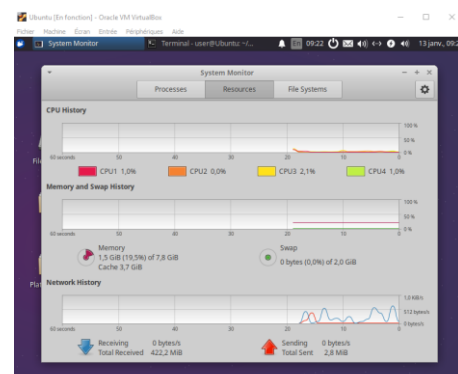 Ubuntu [En fonction] - Oracle VM VirtualBox
Fichier Machine Écran Entrée Périphériques Aide
System Monitor Terminal - user@Ubuntu: ~/... En 09:22 13 janv., 09:2
System Monitor
Processes Resources File Systems
CPU History
100 %
50 %
0 %
60 seconds 50 40 30 20 10 0
CPU1 1,0% CPU2 0,0% CPU3 2,1% CPU4 1,0%
Memory and Swap History
100 %
50 %
0 %
60 seconds 50 40 30 20 10 0
Memory
1,5 GiB (19,5%) of 7,8 GiB
Cache 3,7 GiB
Swap
0 bytes (0,0%) of 2,0 GiB
Network History
1,0 KiB/s
512 bytes/s
0 bytes/s
60 seconds 50 40 30 20 10 0
Receiving 0 bytes/s
Total Received 422,2 MiB
Sending 0 bytes/s
Total Sent 2,8 MiB
File
Plat